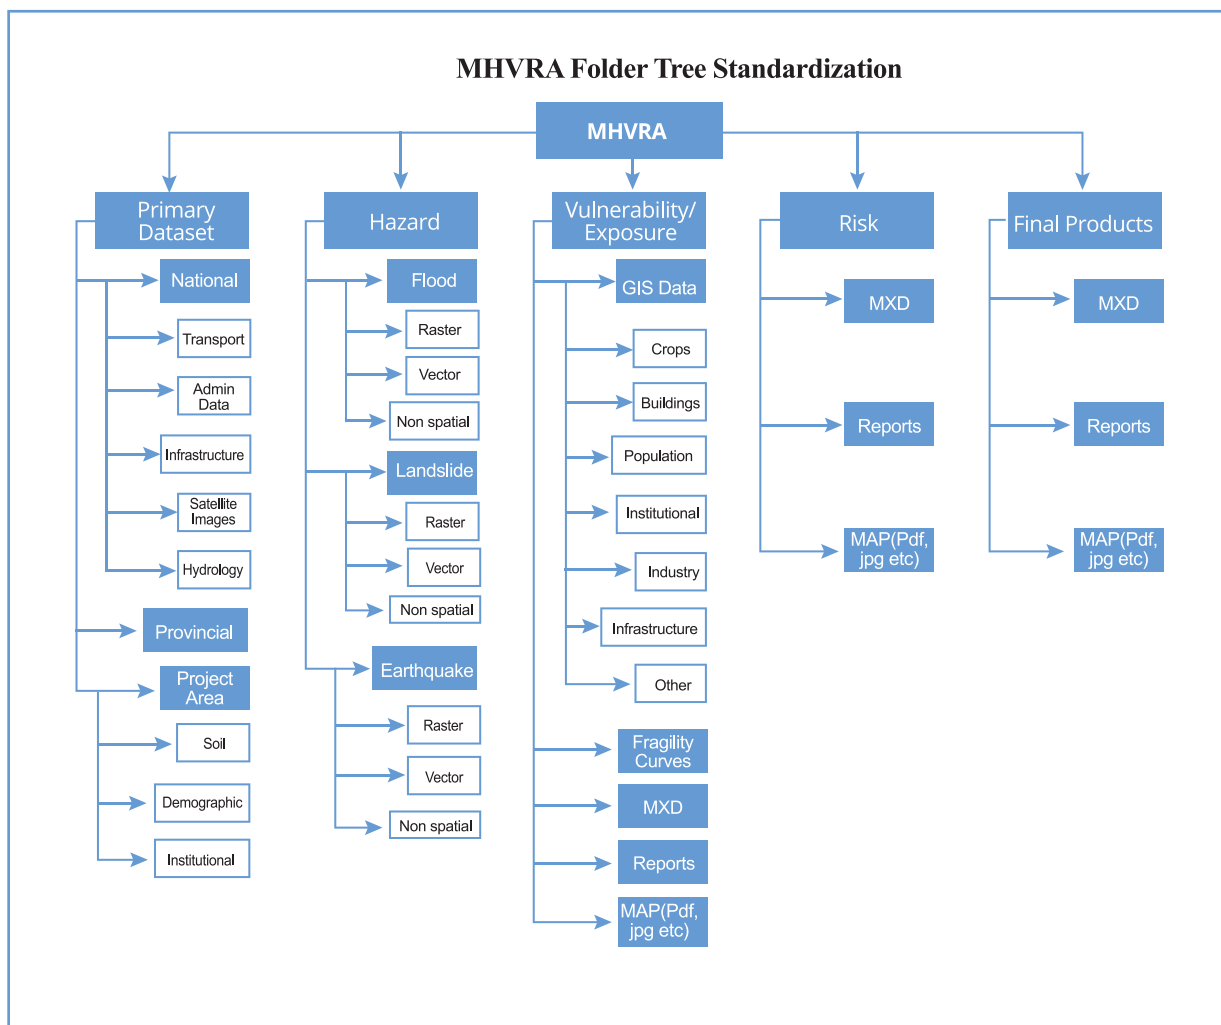 MHVRA Folder Tree Standardization
MHVRA
Primary
Dataset
National
Transport
Admin
Data
Infrastructure
Satellite
Images
Hydrology
Provincial
Project
Area
Soil
Demographic
Institutional
Hazard
Flood
Raster
Vector
Non spatial
Landslide
Raster
Vector
Non spatial
Earthquake
Raster
Vector
Non spatial
Vulnerability/
Exposure
GIS Data
Crops
Buildings
Population
Institutional
Industry
Infrastructure
Other
Fragility
Curves
MXD
Reports
MAP(Pdf,
jpg etc)
Risk
MXD
Reports
MAP(Pdf,
jpg etc)
Final Products
MXD
Reports
MAP(Pdf,
jpg etc)